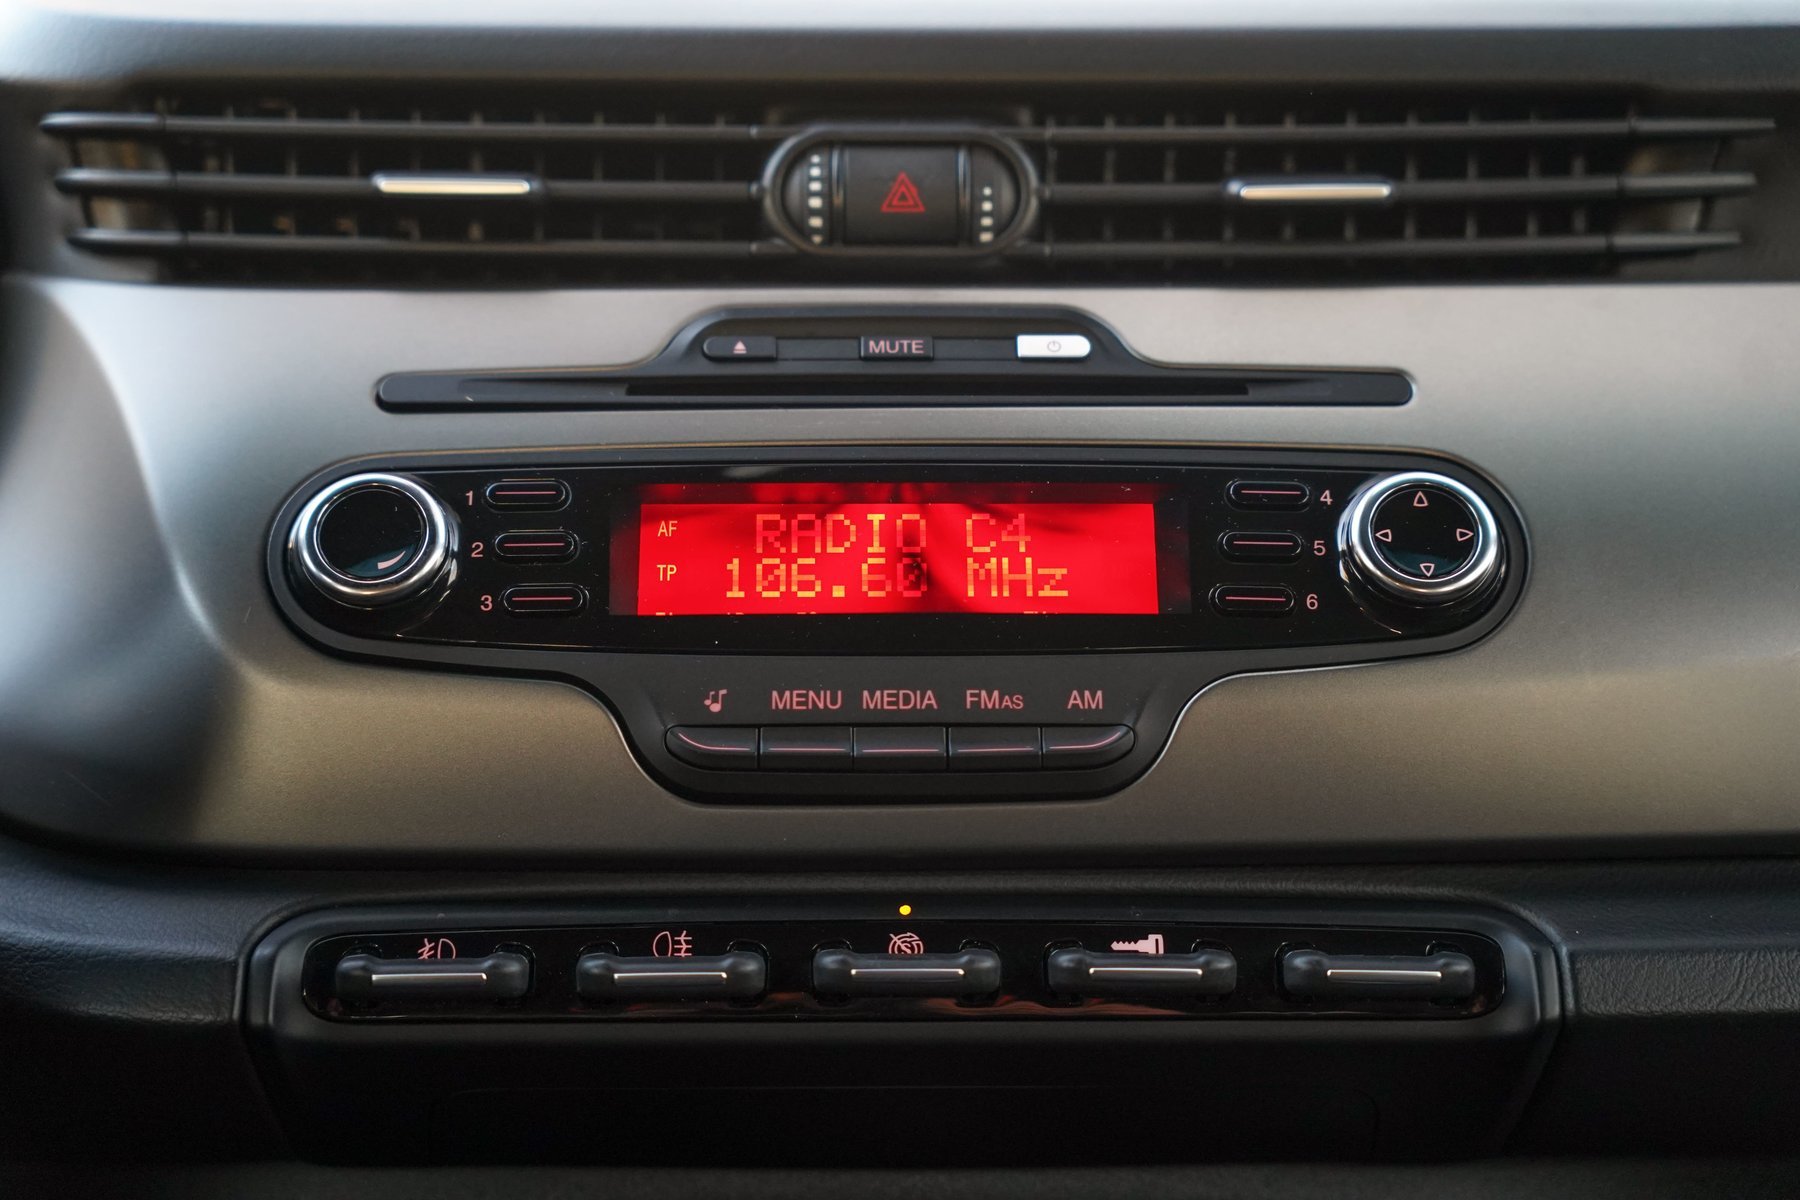 MUTE
1
4
AF RADIO C4
2
5
TP 106.60 MHz
3
6
MENU MEDIA FMAS AM